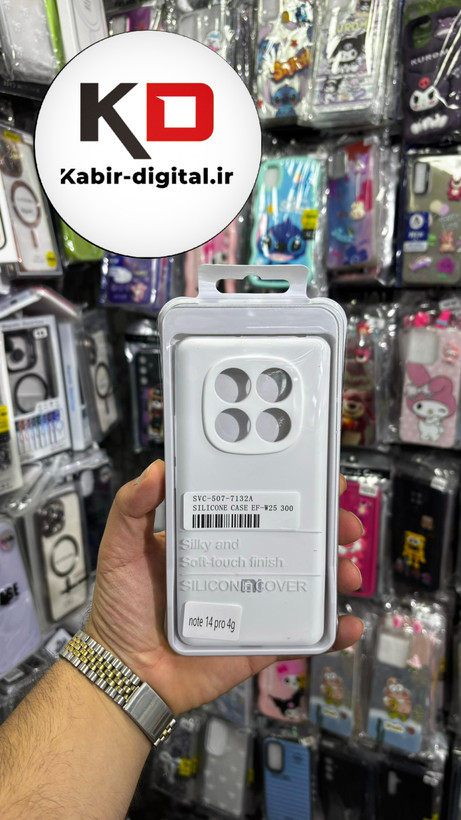 KD
Kabir-digital.ir
KUROMI
SVC-507-7132A
SILICONE CASE EF-W25 300
Silky and
Soft-touch finish
SILICONE COVER
note 14 pro 4g